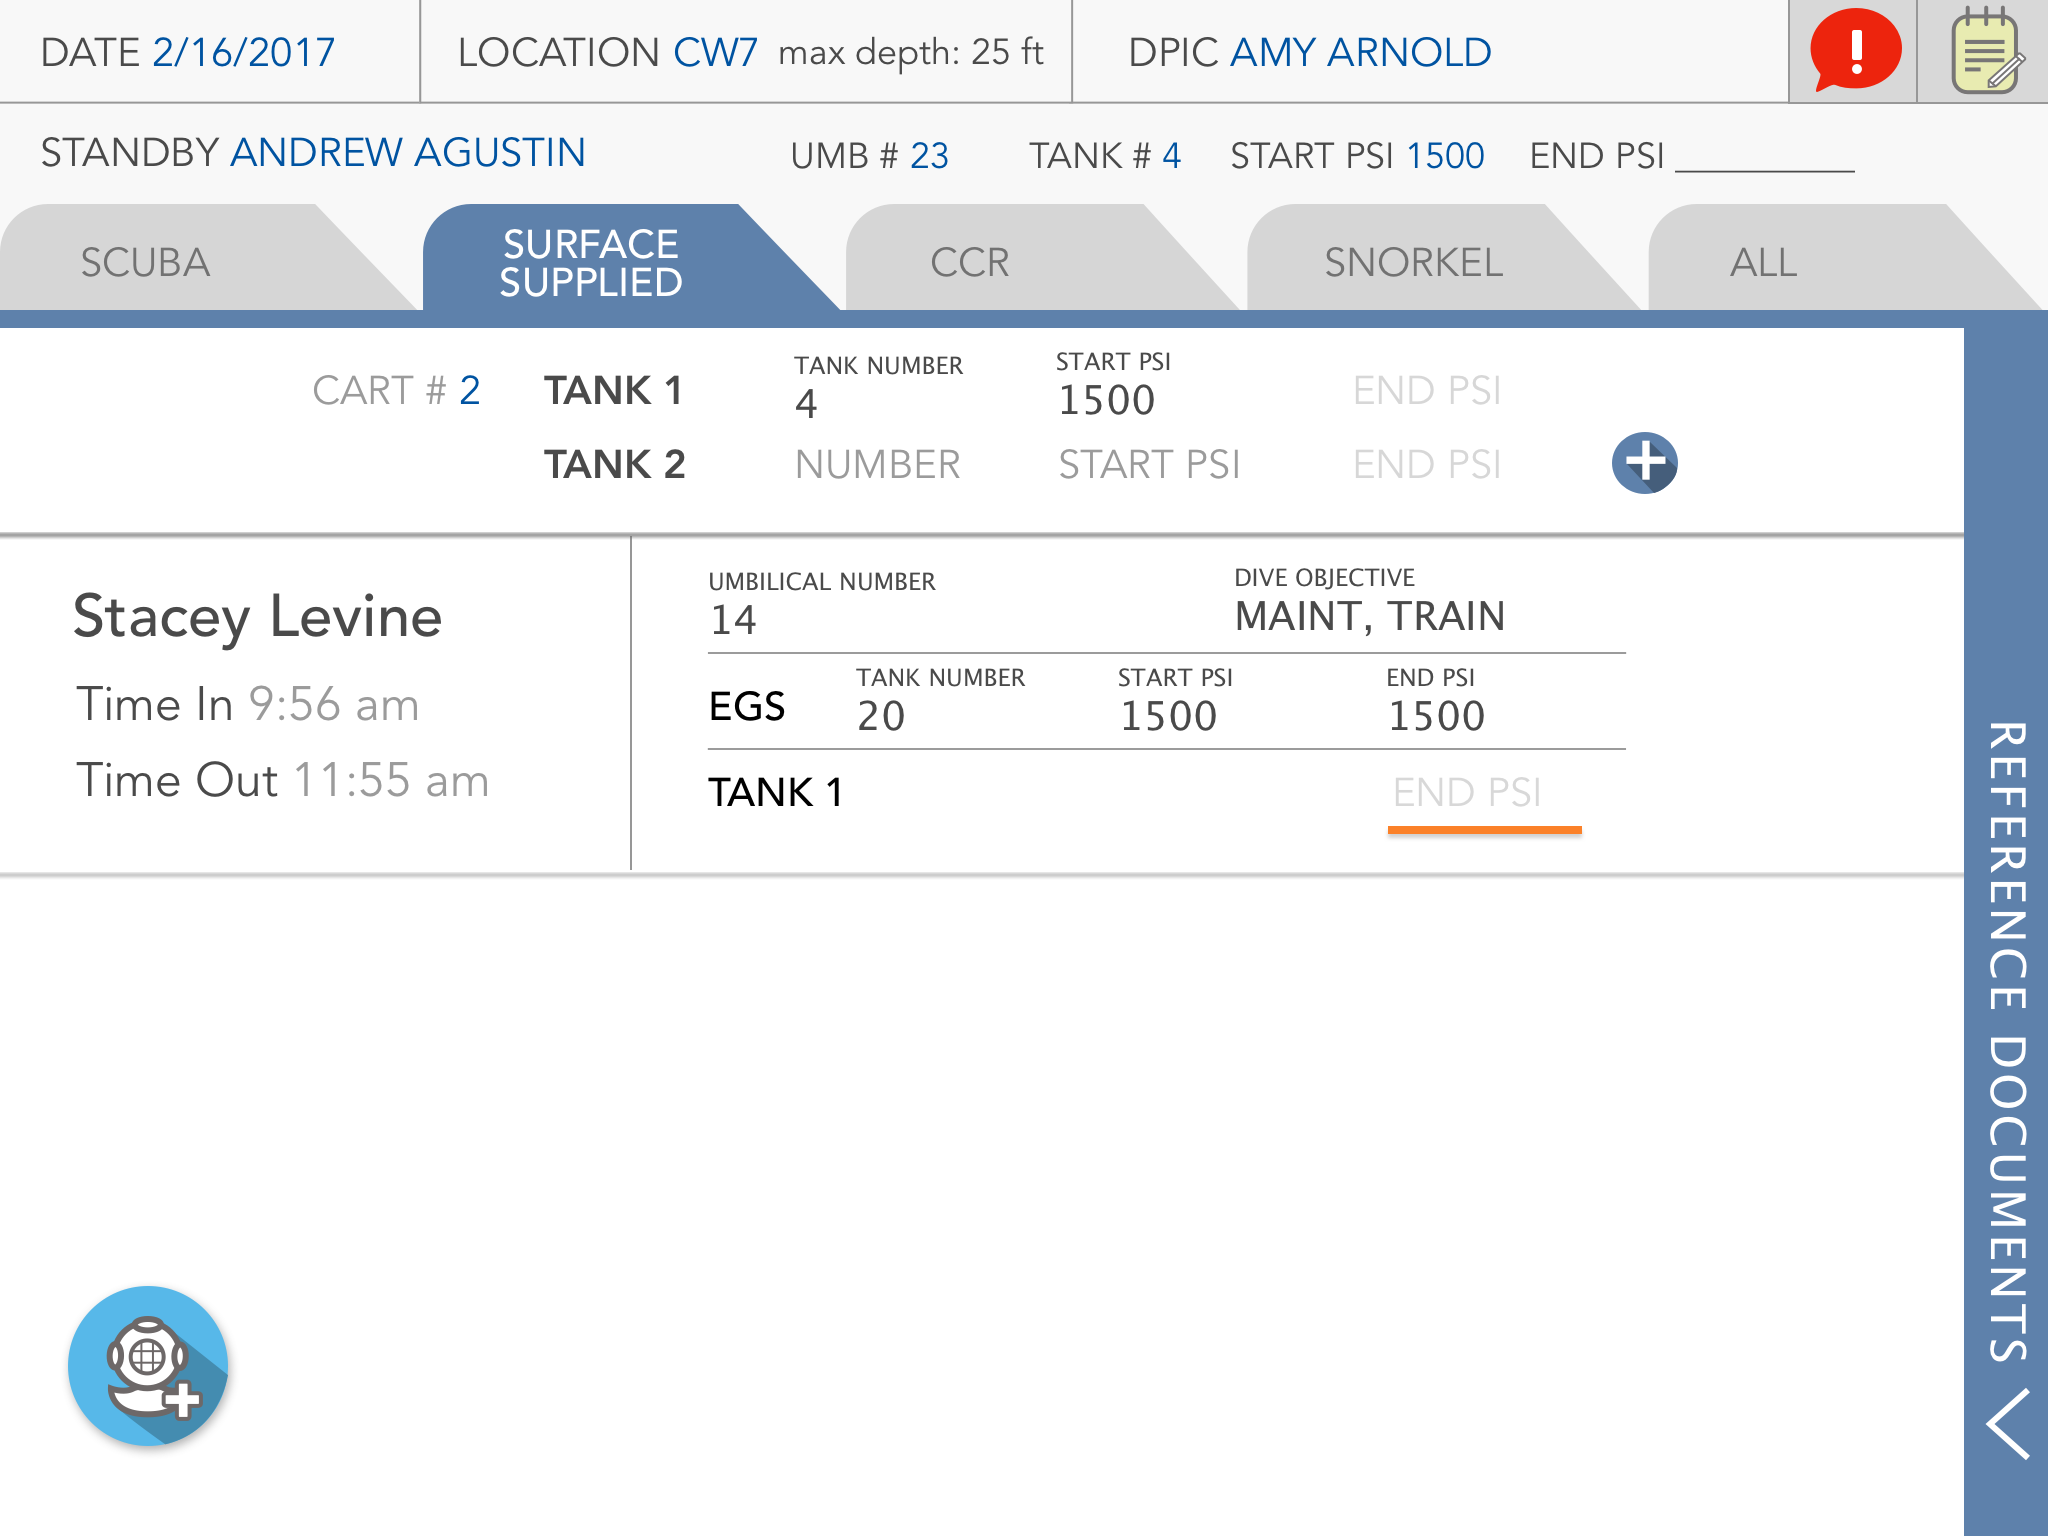 DATE 2/16/2017
LOCATION CW7 max depth: 25 ft
DPIC AMY ARNOLD
STANDBY ANDREW AGUSTIN
UMB # 23
TANK # 4
START PSI 1500
END PSI
SCUBA
SURFACE
SUPPLIED
CCR
SNORKEL
ALL
CART # 2
TANK 1
TANK NUMBER
4
START PSI
1500
END PSI
TANK 2
NUMBER
START PSI
END PSI
Stacey Levine
Time In 9:56 am
Time Out 11:55 am
UMBILICAL NUMBER
14
DIVE OBJECTIVE
MAINT, TRAIN
EGS
TANK NUMBER
20
START PSI
1500
END PSI
1500
TANK 1
END PSI
REFERENCE DOCUMENTS